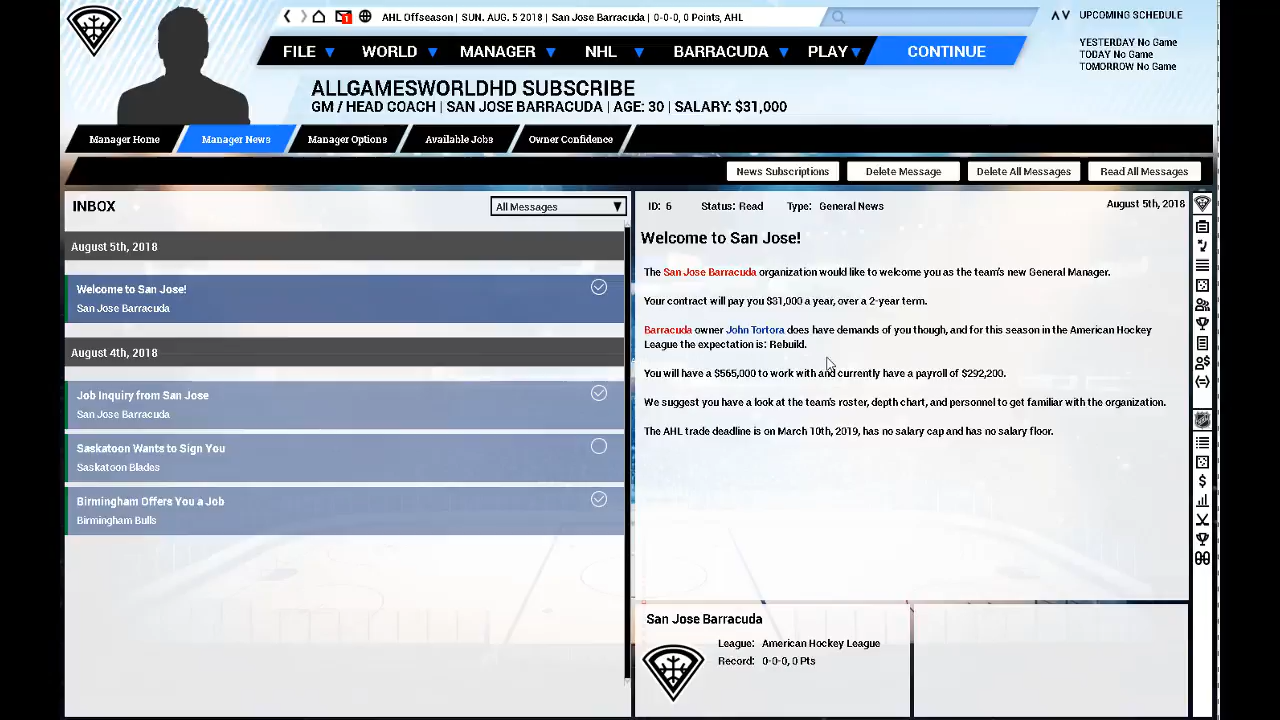 AHL Offseason | SUN. AUG. 5 2018 | San Jose Barracuda | 0-0-0, 0 Points, AHL
UPCOMING SCHEDULE
YESTERDAY No Game
TODAY No Game
TOMORROW No Game
FILE WORLD MANAGER NHL BARRACUDA PLAY CONTINUE
ALLGAMESWORLDHD SUBSCRIBE
GM / HEAD COACH | SAN JOSE BARRACUDA | AGE: 30 | SALARY: $31,000
Manager Home Manager News Manager Options Available Jobs Owner Confidence
News Subscriptions Delete Message Delete All Messages Read All Messages
INBOX
All Messages
August 5th, 2018
Welcome to San Jose!
San Jose Barracuda
August 4th, 2018
Job Inquiry from San Jose
San Jose Barracuda
Saskatoon Wants to Sign You
Saskatoon Blades
Birmingham Offers You a Job
Birmingham Bulls
ID: 6 Status: Read Type: General News August 5th, 2018
Welcome to San Jose!
The San Jose Barracuda organization would like to welcome you as the team's new General Manager.
Your contract will pay you $31,000 a year, over a 2-year term.
Barracuda owner John Tortora does have demands of you though, and for this season in the American Hockey
League the expectation is: Rebuild.
You will have a $565,000 to work with and currently have a payroll of $292,200.
We suggest you have a look at the team's roster, depth chart, and personnel to get familiar with the organization.
The AHL trade deadline is on March 10th, 2019, has no salary cap and has no salary floor.
San Jose Barracuda
League: American Hockey League
Record: 0-0-0, 0 Pts